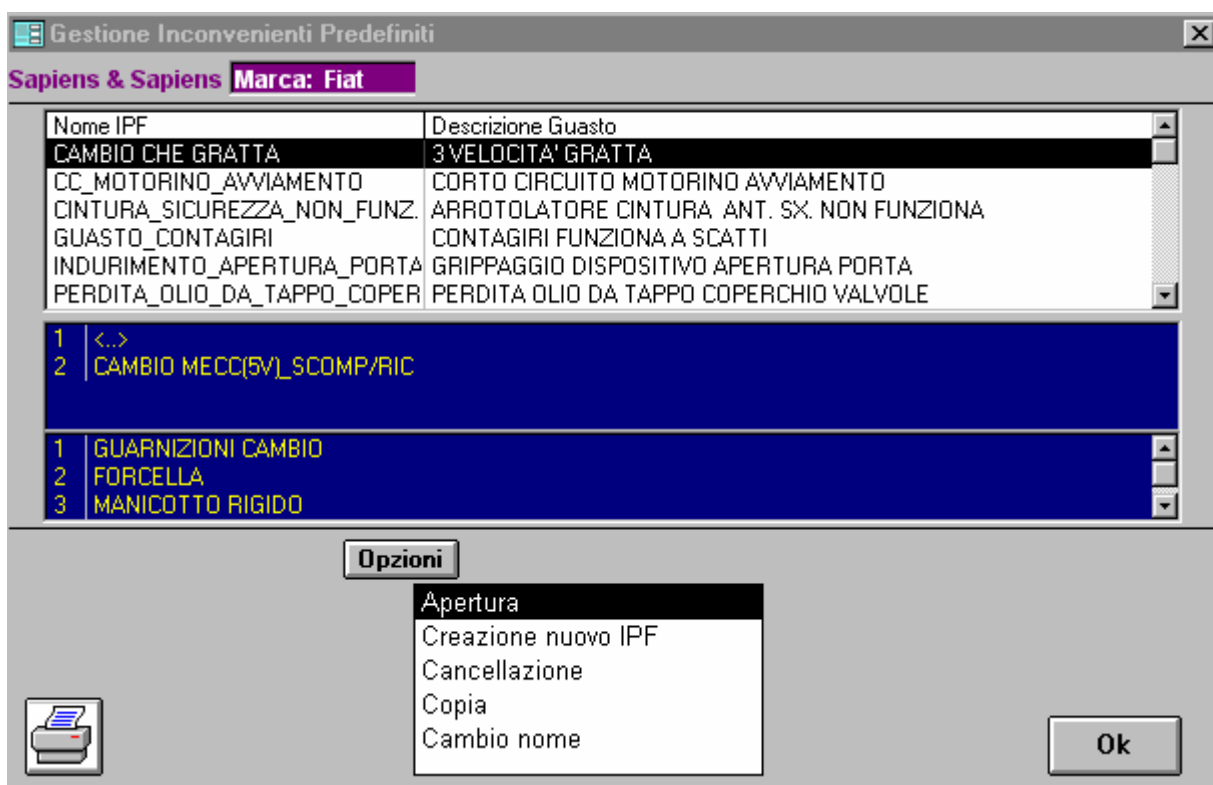 Gestione Inconvenienti Predefiniti
Sapiens & Sapiens Marca: Fiat
Nome IPF Descrizione Guasto
CAMBIO CHE GRATTA 3 VELOCITA' GRATTA
CC_MOTORINO_AVVIAMENTO CORTO CIRCUITO MOTORINO AVVIAMENTO
CINTURA_SICUREZZA_NON_FUNZ. ARROTOLATORE CINTURA ANT. SX. NON FUNZIONA
GUASTO_CONTAGIRI CONTAGIRI FUNZIONA A SCATTI
INDURIMENTO_APERTURA_PORTA GRIPPAGGIO DISPOSITIVO APERTURA PORTA
PERDITA_OLIO_DA_TAPPO_COPER PERDITA OLIO DA TAPPO COPERCHIO VALVOLE
1 <..>
2 CAMBIO MECC(5V)_SCOMP/RIC
1 GUARNIZIONI CAMBIO
2 FORCELLA
3 MANICOTTO RIGIDO
Opzioni
Apertura
Creazione nuovo IPF
Cancellazione
Copia
Cambio nome
Ok